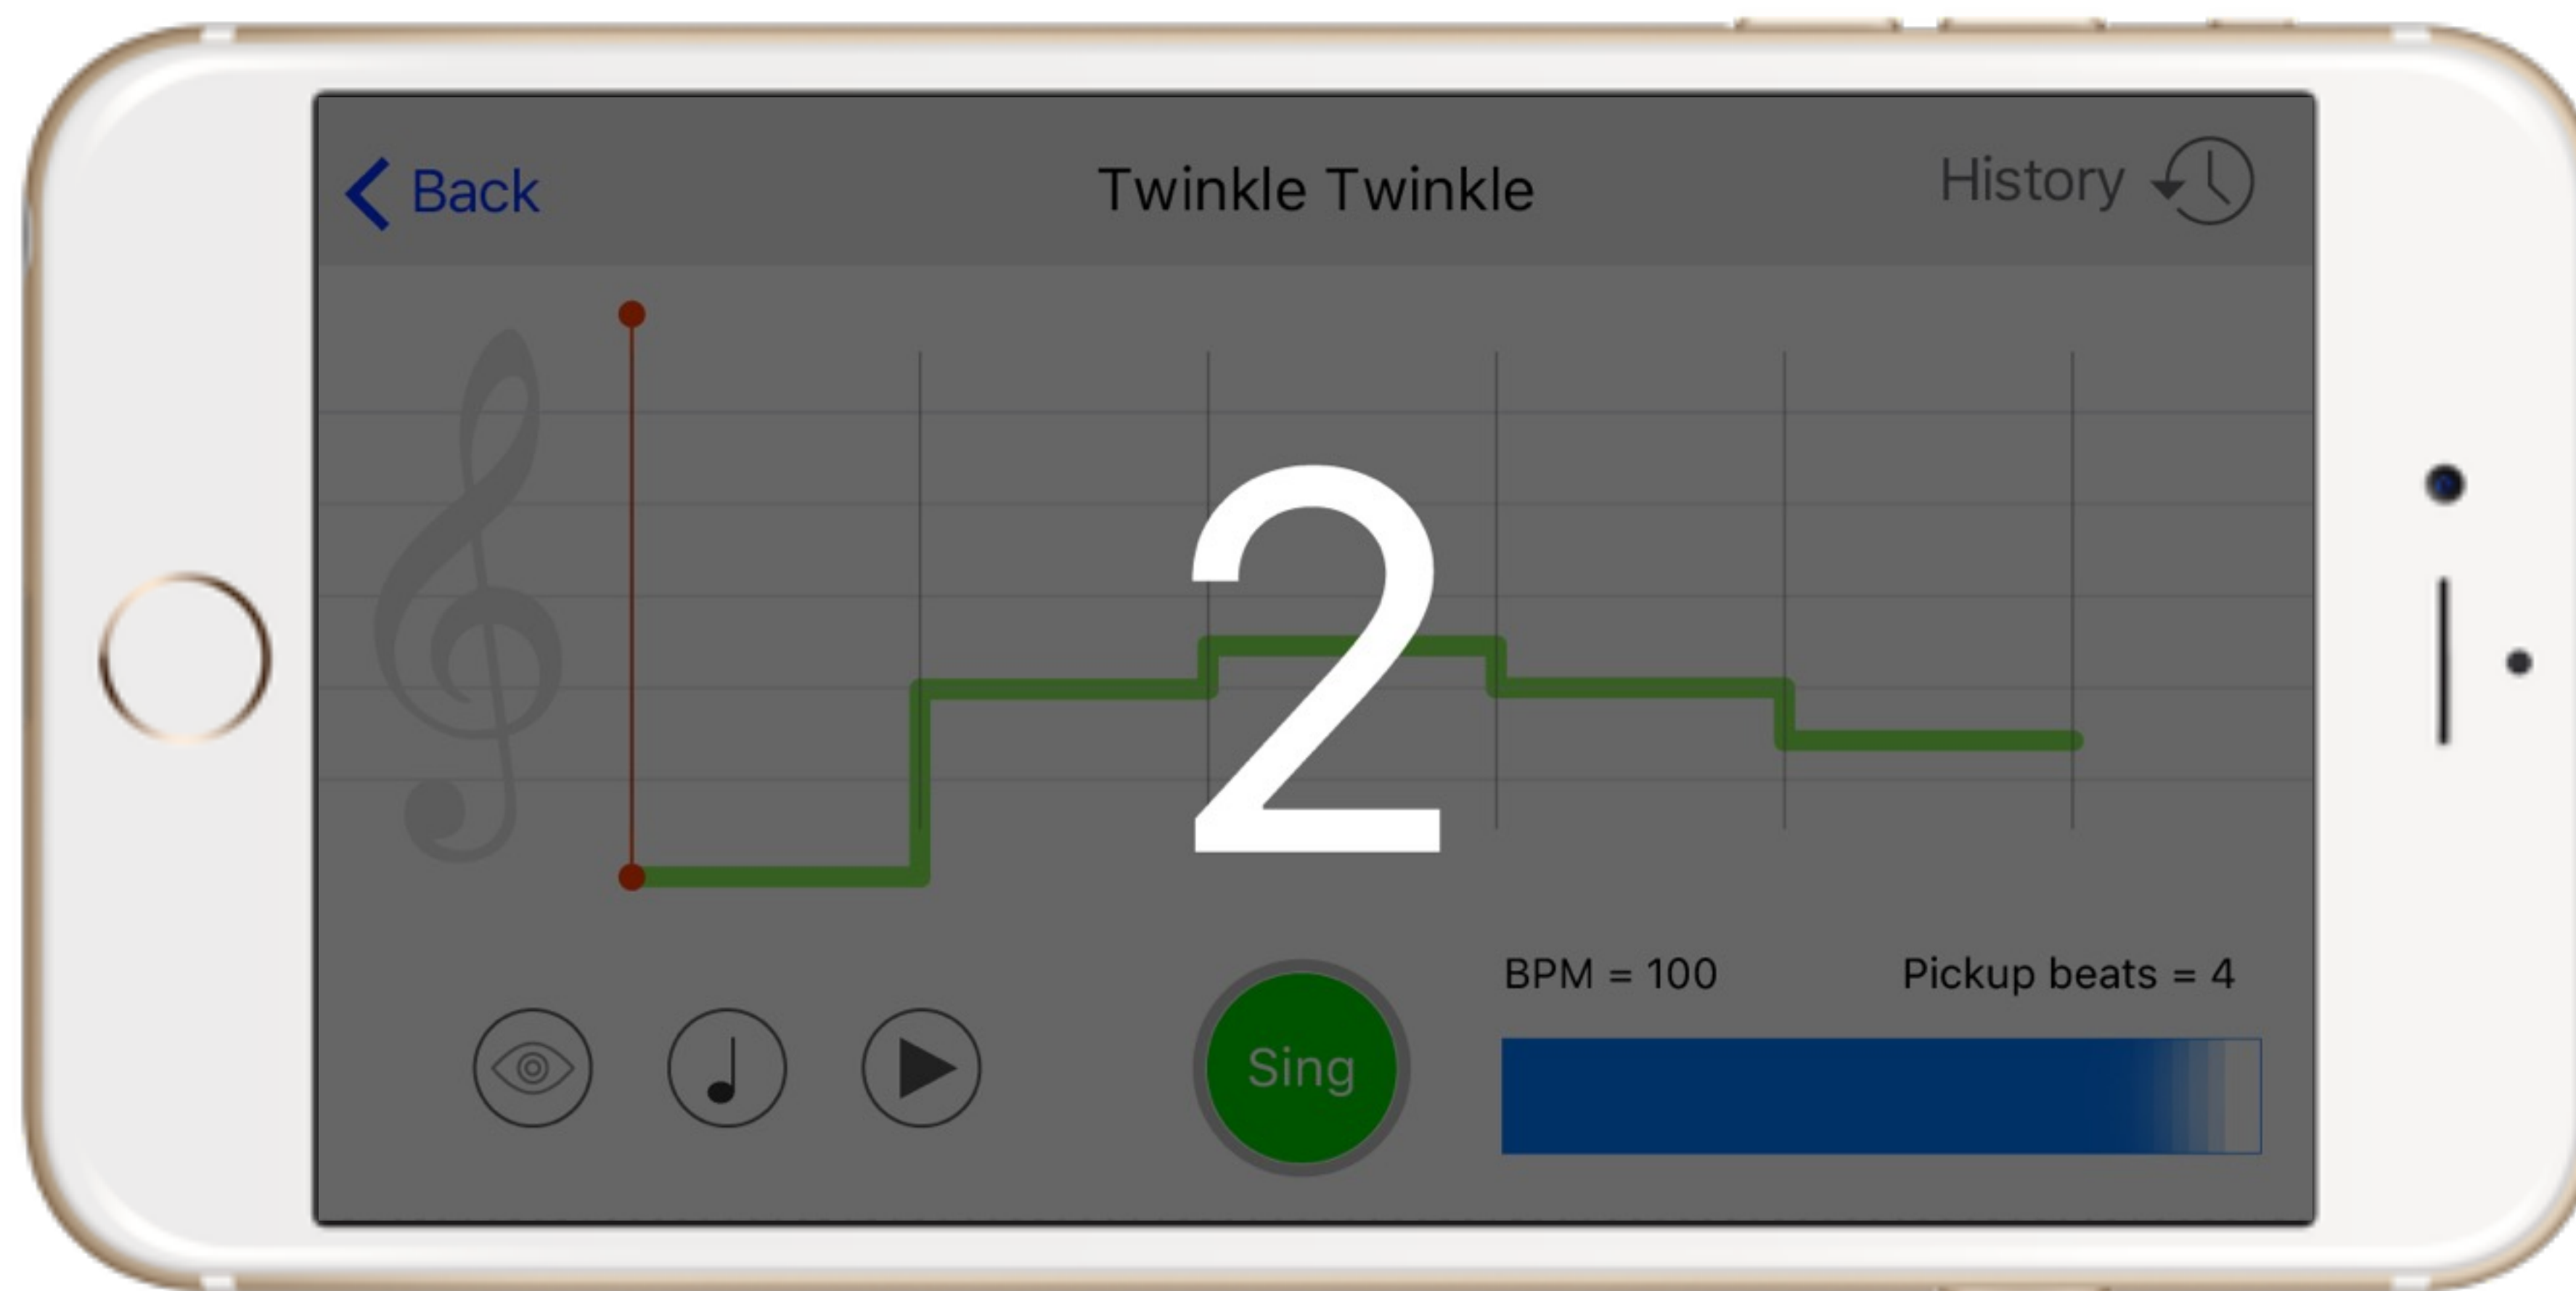 Back
Twinkle Twinkle
History
2
BPM = 100
Pickup beats = 4
Sing